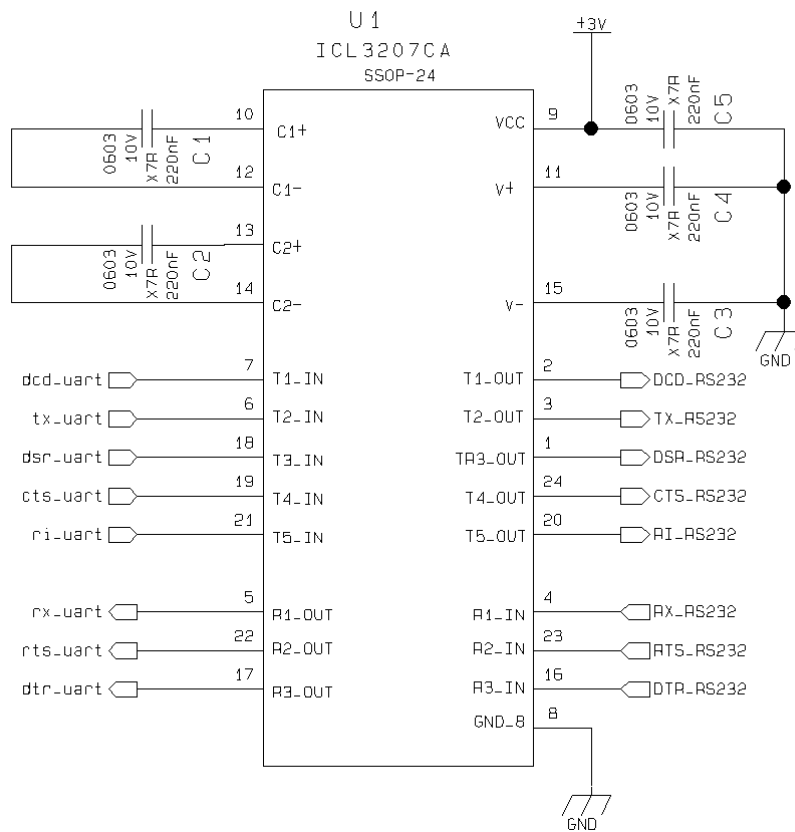 U1
ICL3207CA
SSOP-24
+3V
10 C1+
12 C1-
13 C2+
14 C2-
0603 10V X7R 220nF C1
0603 10V X7R 220nF C2
VCC 9
V+ 11
V- 15
0603 10V X7R 220nF C5
0603 10V X7R 220nF C4
0603 10V X7R 220nF C3
GND
dcd_uart 7 T1_IN T1_OUT 2 DCD_RS232
tx_uart 6 T2_IN T2_OUT 3 TX_RS232
dsr_uart 18 T3_IN TR3_OUT 1 DSR_RS232
cts_uart 19 T4_IN T4_OUT 24 CTS_RS232
ri_uart 21 T5_IN T5_OUT 20 RI_RS232
rx_uart 5 R1_OUT R1_IN 4 RX_RS232
rts_uart 22 R2_OUT R2_IN 23 RTS_RS232
dtr_uart 17 R3_OUT R3_IN 16 DTR_RS232
GND_8 8
GND